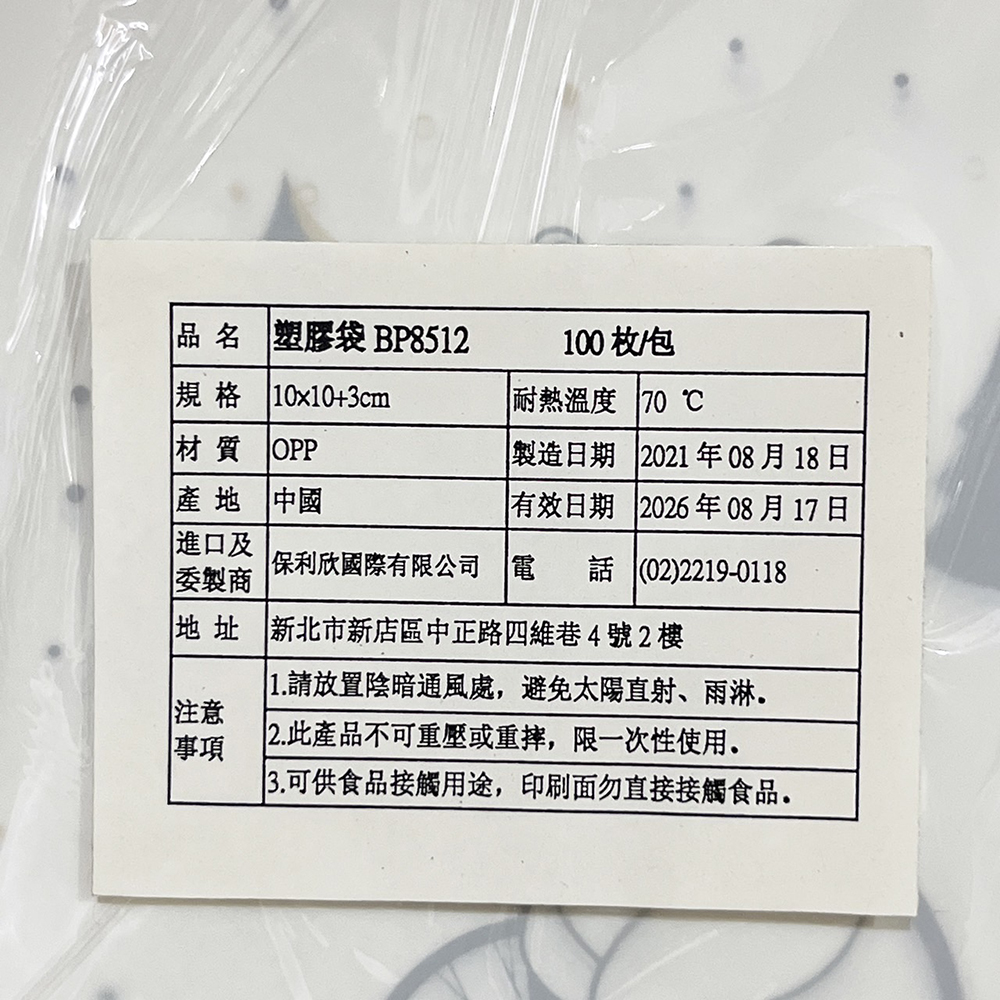 品 名 塑膠袋 BP8512 100 枚/包
規 格 10×10+3cm 耐熱溫度 70 ℃
材 質 OPP 製造日期 2021 年 08 月 18 日
產 地 中國 有效日期 2026 年 08 月 17 日
進口及
委製商 保利欣國際有限公司 電 話 (02)2219-0118
地 址 新北市新店區中正路四維巷 4 號 2 樓
注意
事項
1.請放置陰暗通風處，避免太陽直射、雨淋。
2.此產品不可重壓或重摔，限一次性使用。
3.可供食品接觸用途，印刷面勿直接接觸食品。